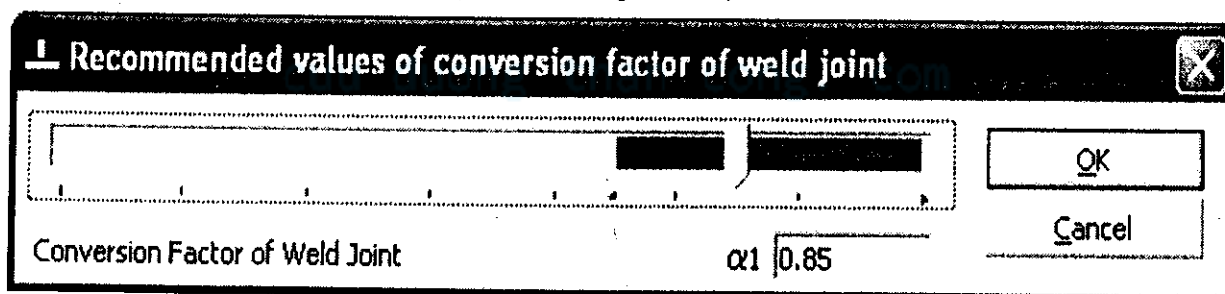 Recommended values of conversion factor of weld joint
OK
Cancel
Conversion Factor of Weld Joint α1 0.85